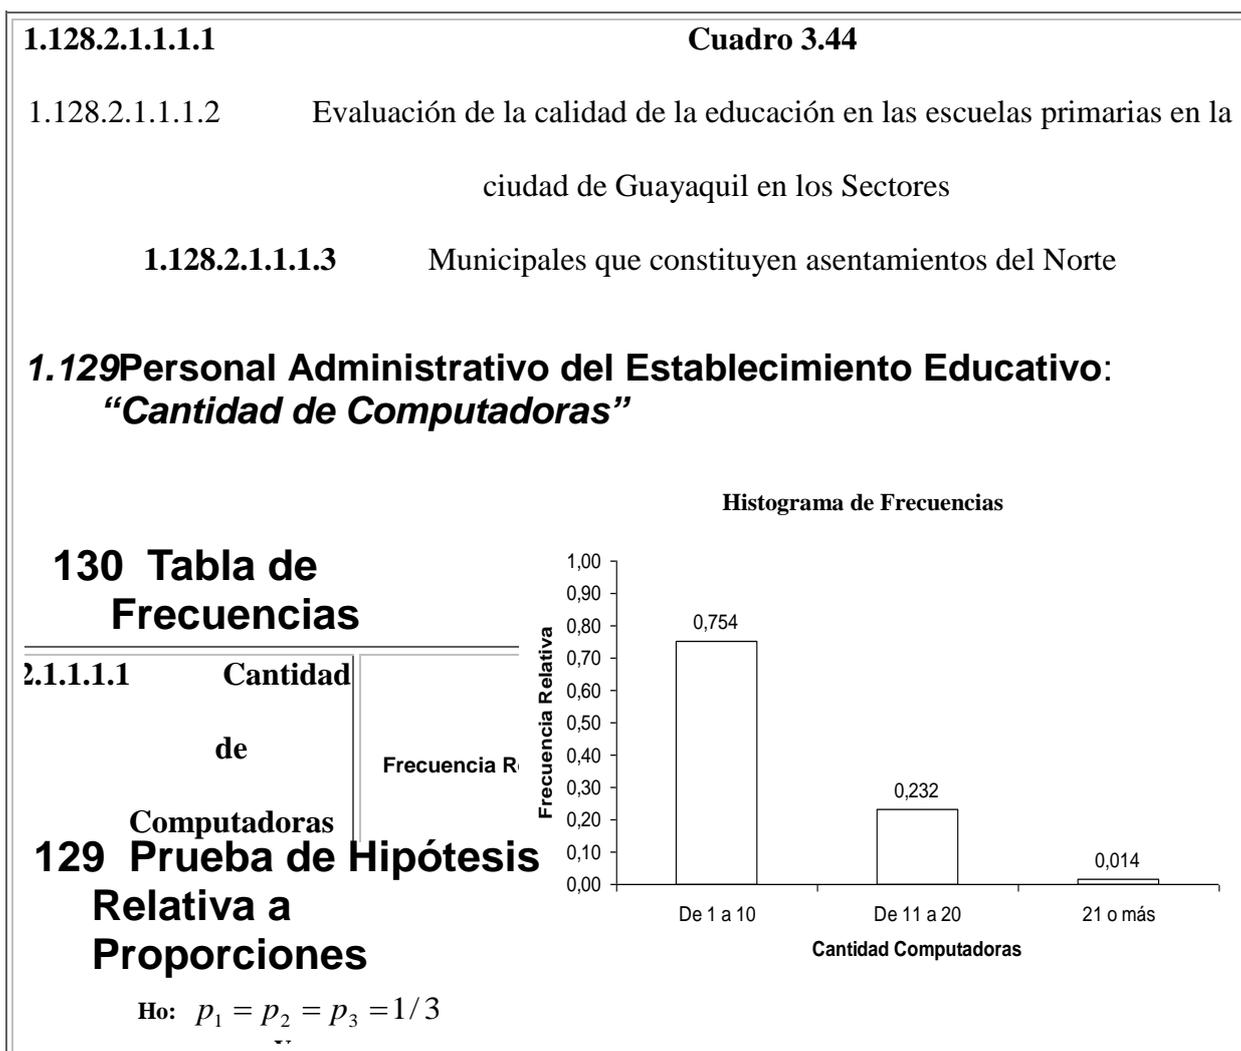 1.128.2.1.1.1.1 Cuadro 3.44
1.128.2.1.1.1.2 Evaluación de la calidad de la educación en las escuelas primarias en la
ciudad de Guayaquil en los Sectores
1.128.2.1.1.1.3 Municipales que constituyen asentamientos del Norte
1.129Personal Administrativo del Establecimiento Educativo:
“Cantidad de Computadoras”
130 Tabla de
Frecuencias
2.1.1.1.1 Cantidad
de
Computadoras
Frecuencia R
129 Prueba de Hipótesis
Relativa a
Proporciones
Ho: p₁ = p₂ = p₃ =1/3
Histograma de Frecuencias
Frecuencia Relativa
1,00
0,90
0,80
0,70
0,60
0,50
0,40
0,30
0,20
0,10
0,00
0,754
0,232
0,014
De 1 a 10
De 11 a 20
21 o más
Cantidad Computadoras